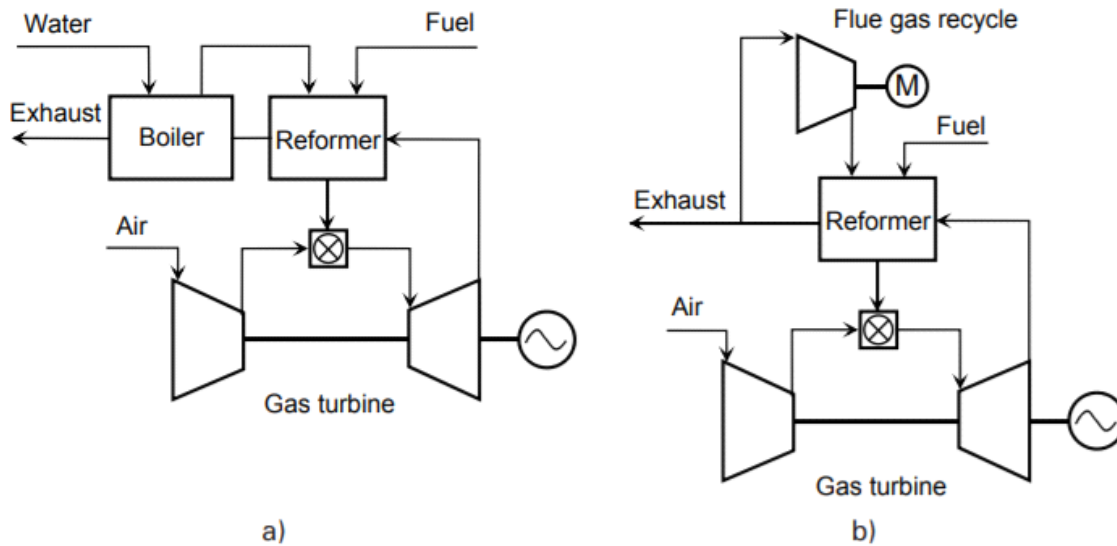 Water
Fuel
Exhaust
Boiler
Reformer
Air
Gas turbine
a)
Flue gas recycle
M
Fuel
Exhaust
Reformer
Air
Gas turbine
b)